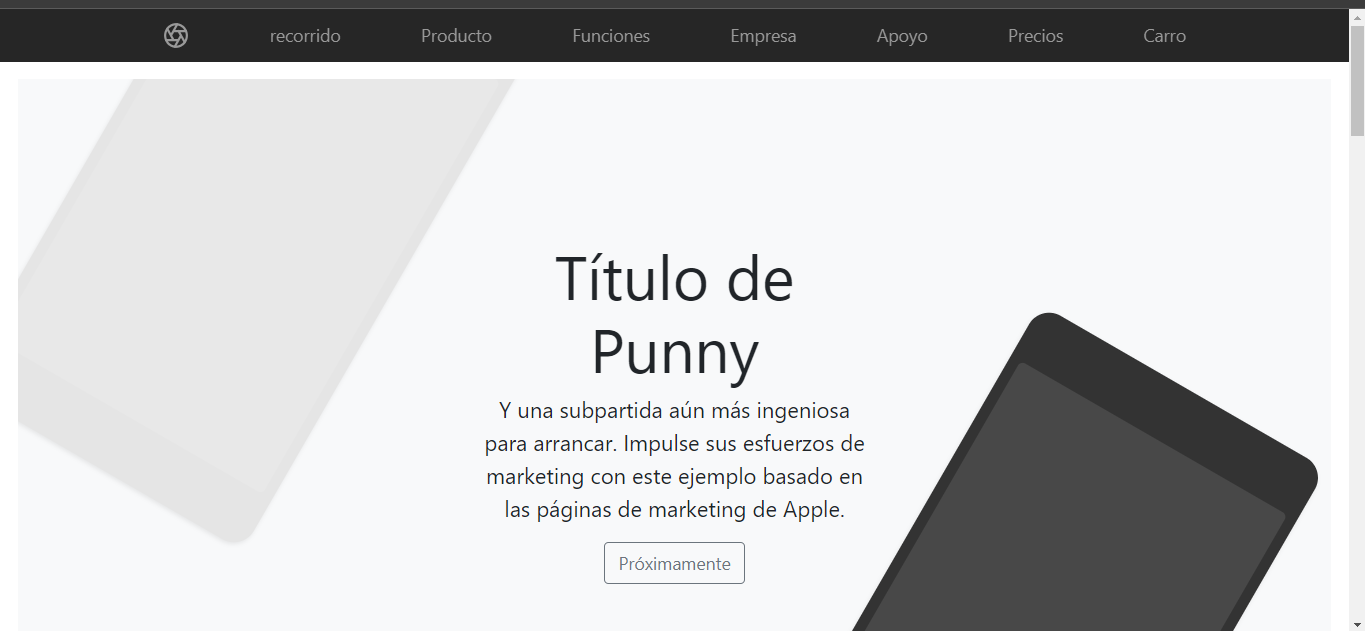 recorrido Producto Funciones Empresa Apoyo Precios Carro
Título de
Punny
Y una subpartida aún más ingeniosa
para arrancar. Impulse sus esfuerzos de
marketing con este ejemplo basado en
las páginas de marketing de Apple.
Próximamente